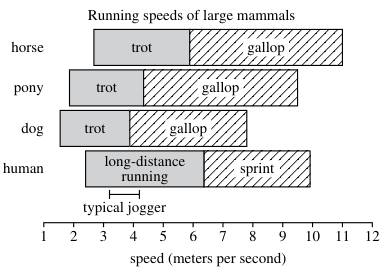 Running speeds of large mammals
horse trot gallop
pony trot gallop
dog trot gallop
human long-distance running sprint
typical jogger
1 2 3 4 5 6 7 8 9 10 11 12
speed (meters per second)